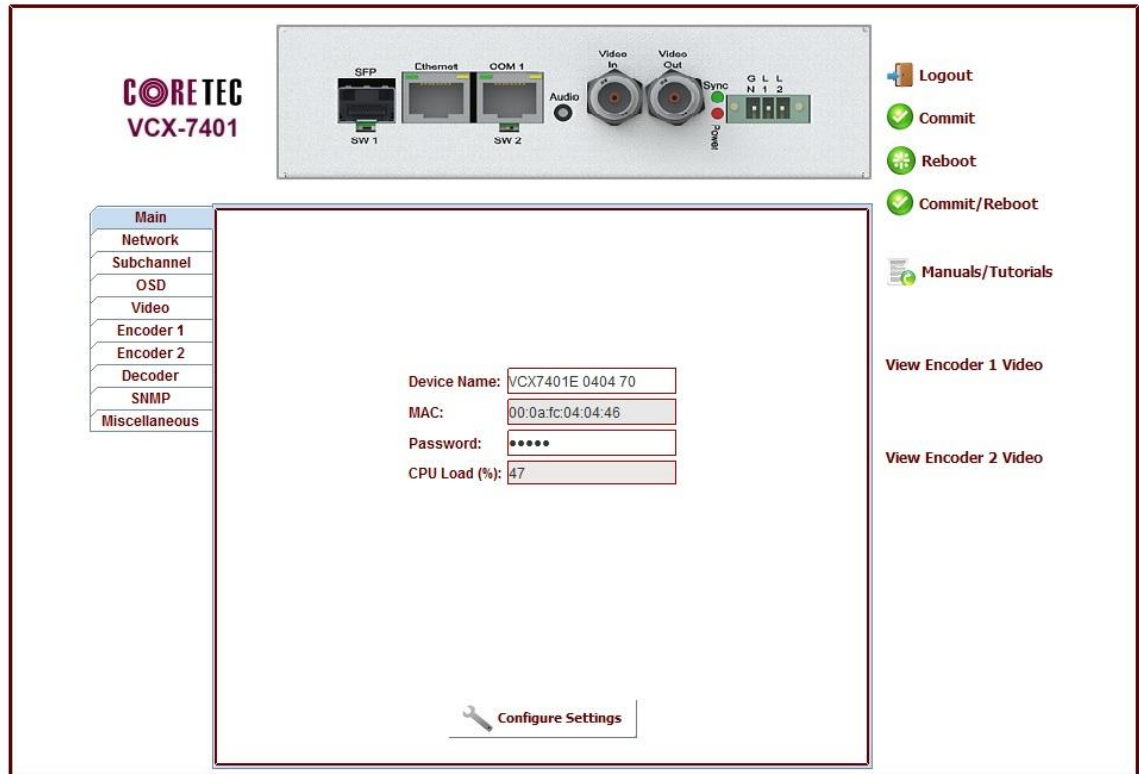 CORETEC
VCX-7401
SFP
Ethernet
COM 1
Audio
Video
In
Video
Out
Sync
Power
G L L
N 1 2
SW 1
SW 2
Logout
Commit
Reboot
Commit/Reboot
Manuals/Tutorials
View Encoder 1 Video
View Encoder 2 Video
Main
Network
Subchannel
OSD
Video
Encoder 1
Encoder 2
Decoder
SNMP
Miscellaneous
Device Name: VCX7401E 0404 70
MAC: 00:0a:fc:04:04:46
Password: •••••
CPU Load (%): 47
Configure Settings